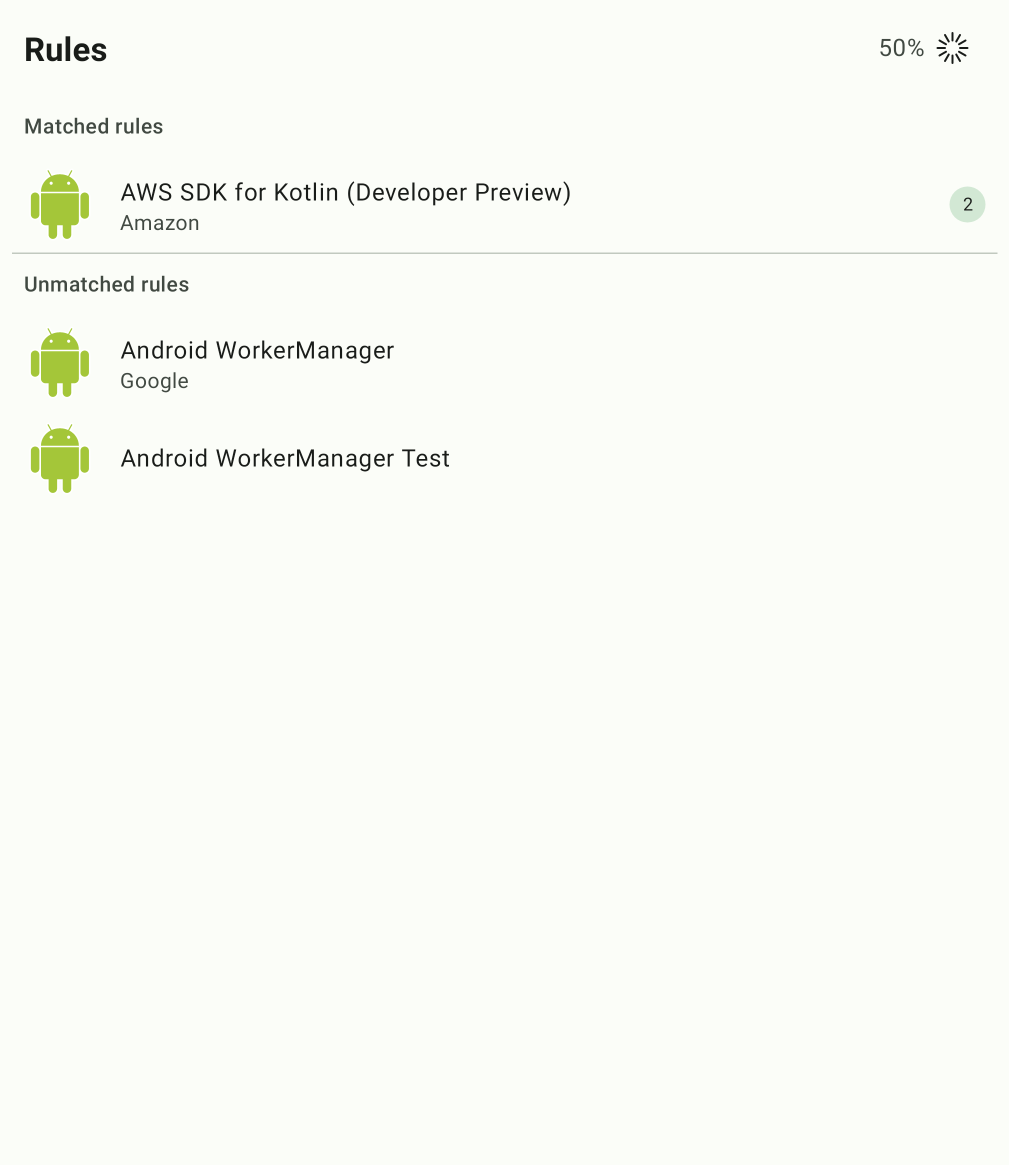 Rules
50%
Matched rules
AWS SDK for Kotlin (Developer Preview)
Amazon
2
Unmatched rules
Android WorkerManager
Google
Android WorkerManager Test